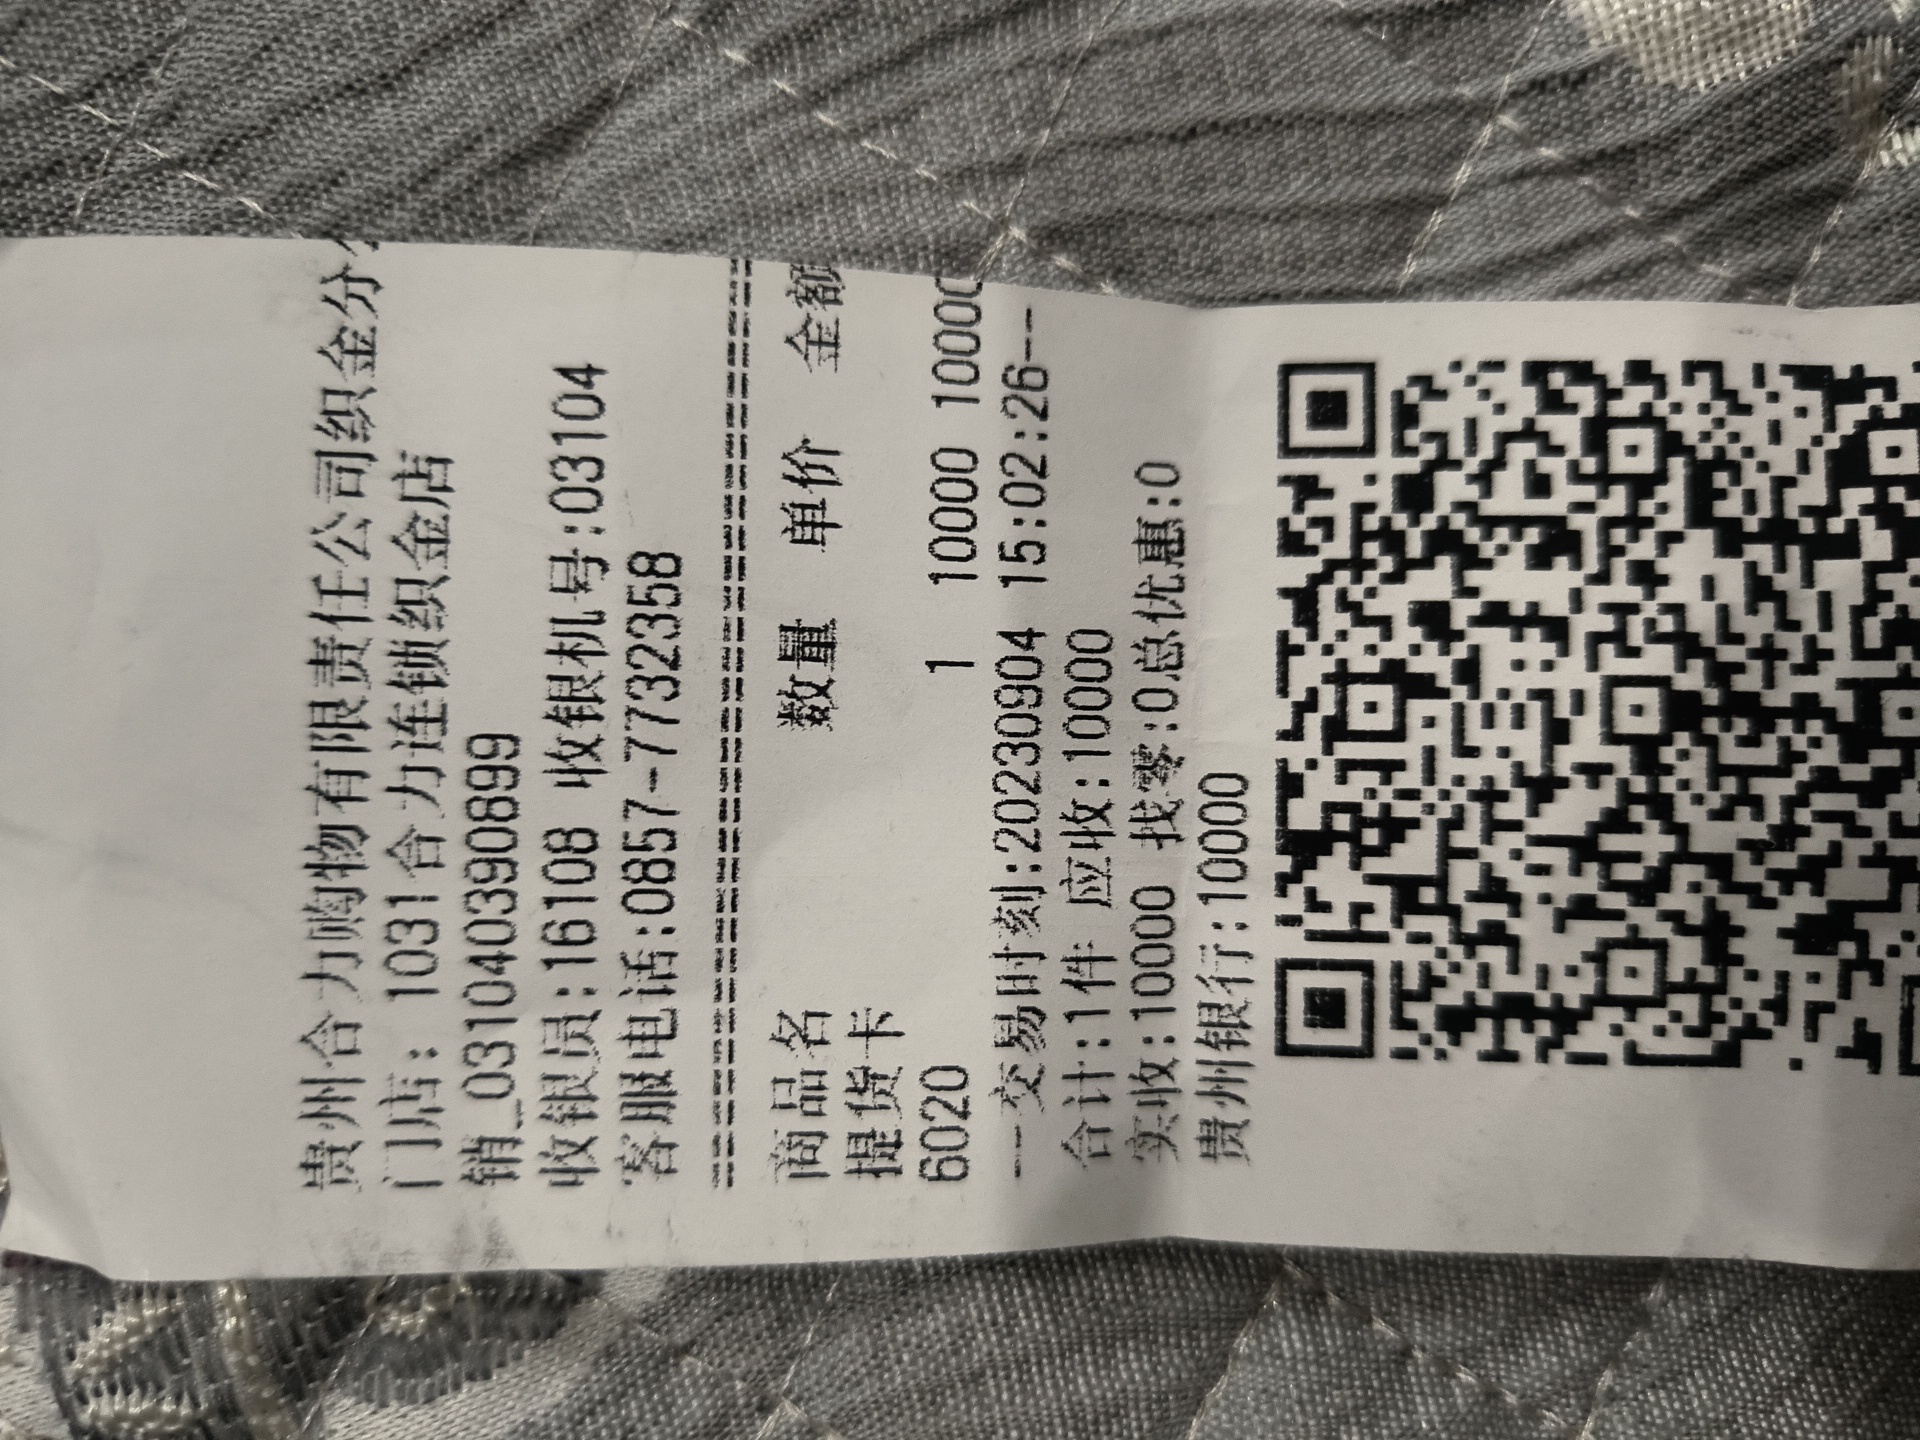 贵州合力购物有限责任公司织金分
门店: 1031合力连锁织金店
销_031040390899
收银员:16108 收银机号:03104
客服电话:0857-7732358
商品名 数量 单价 金额
提货卡
6020 1 10000 10000
--交易时刻:20230904 15:02:26--
合计:1件 应收:10000
实收:10000 找零:0总优惠:0
贵州银行:10000